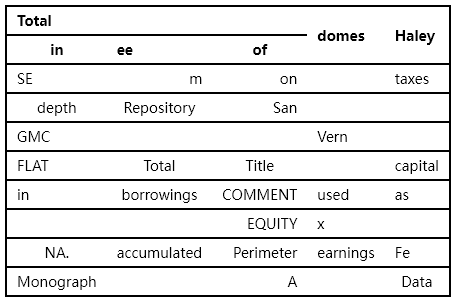 Total domes Haley
in ee of
SE m on taxes
depth Repository San
GMC Vern
FLAT Total Title capital
in borrowings COMMENT used as
EQUITY x
NA. accumulated Perimeter earnings Fe
Monograph A Data